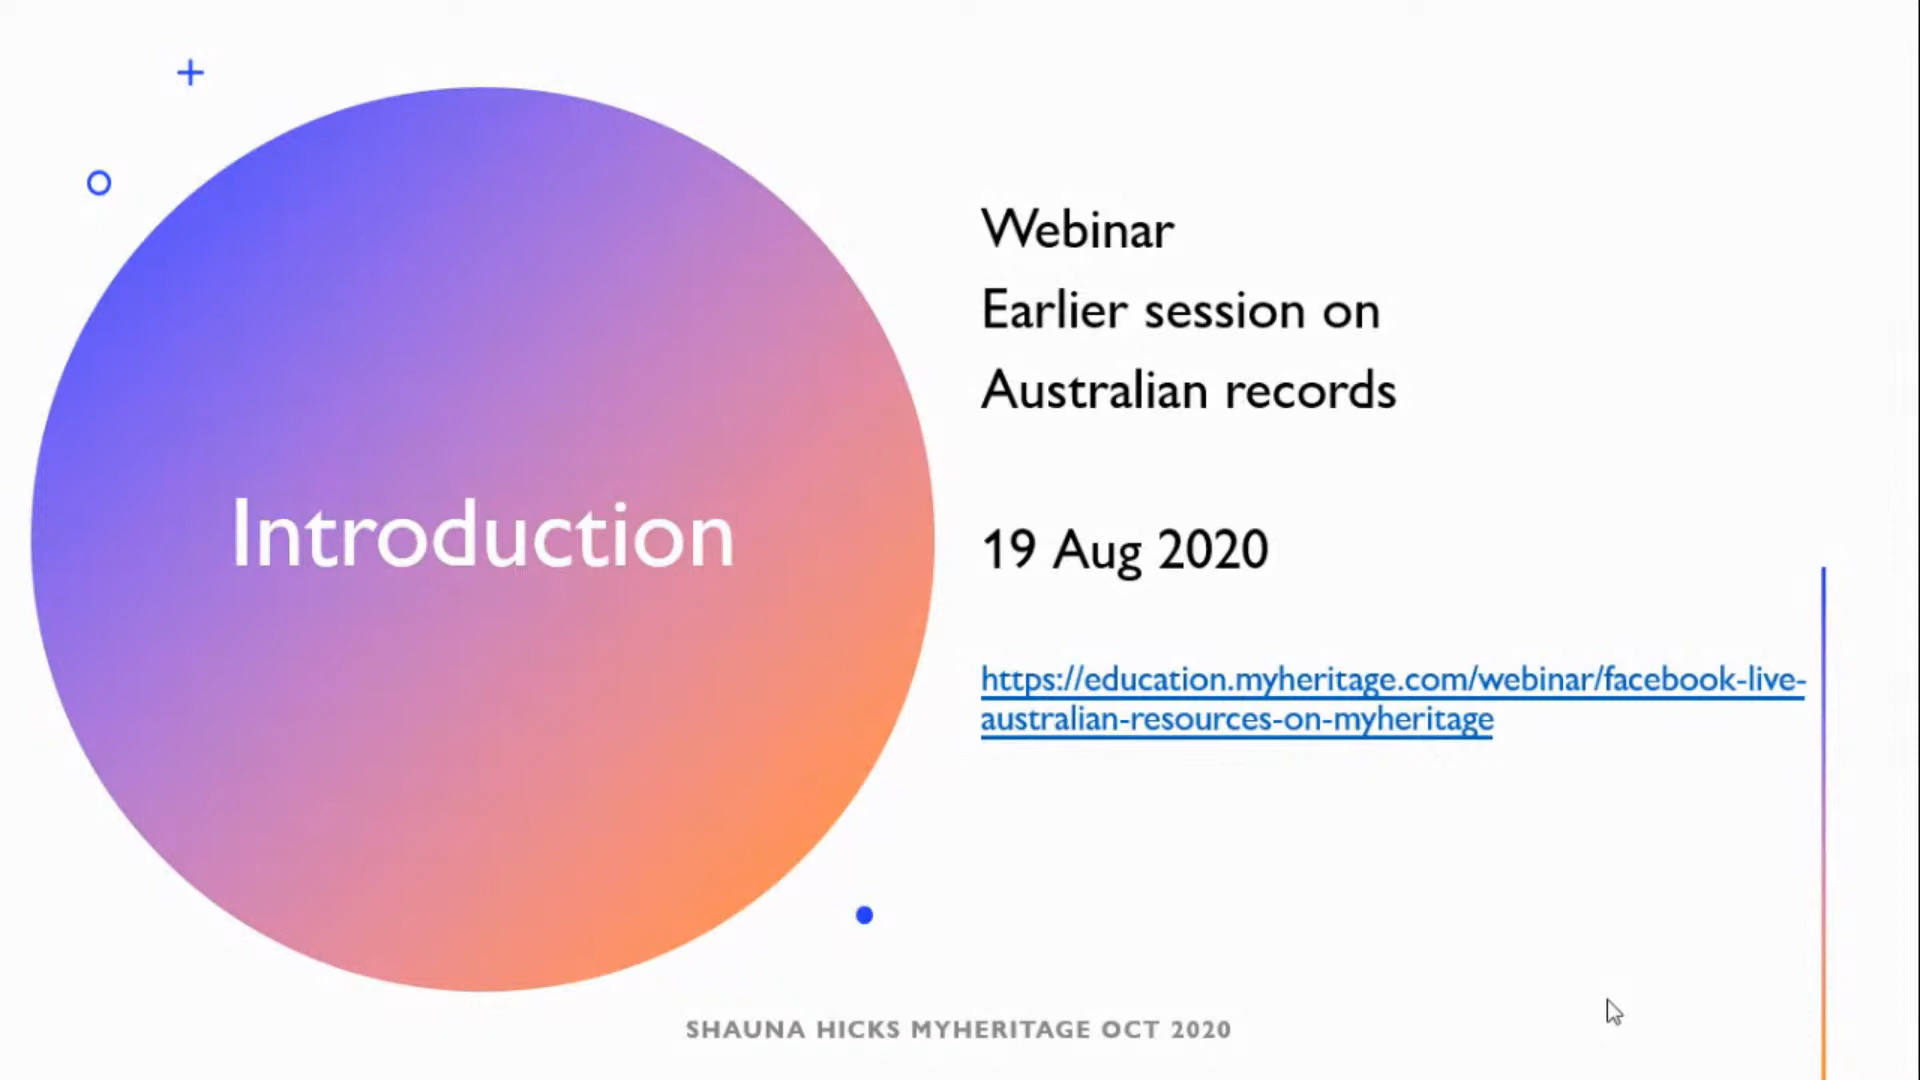 Introduction
Webinar
Earlier session on
Australian records
19 Aug 2020
https://education.myheritage.com/webinar/facebook-live-
australian-resources-on-myheritage
SHAUNA HICKS MYHERITAGE OCT 2020